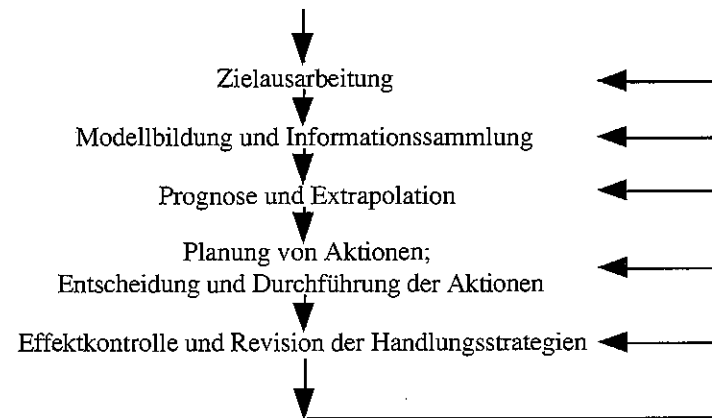 Zielausarbeitung
Modellbildung und Informationssammlung
Prognose und Extrapolation
Planung von Aktionen;
Entscheidung und Durchführung der Aktionen
Effektkontrolle und Revision der Handlungsstrategien